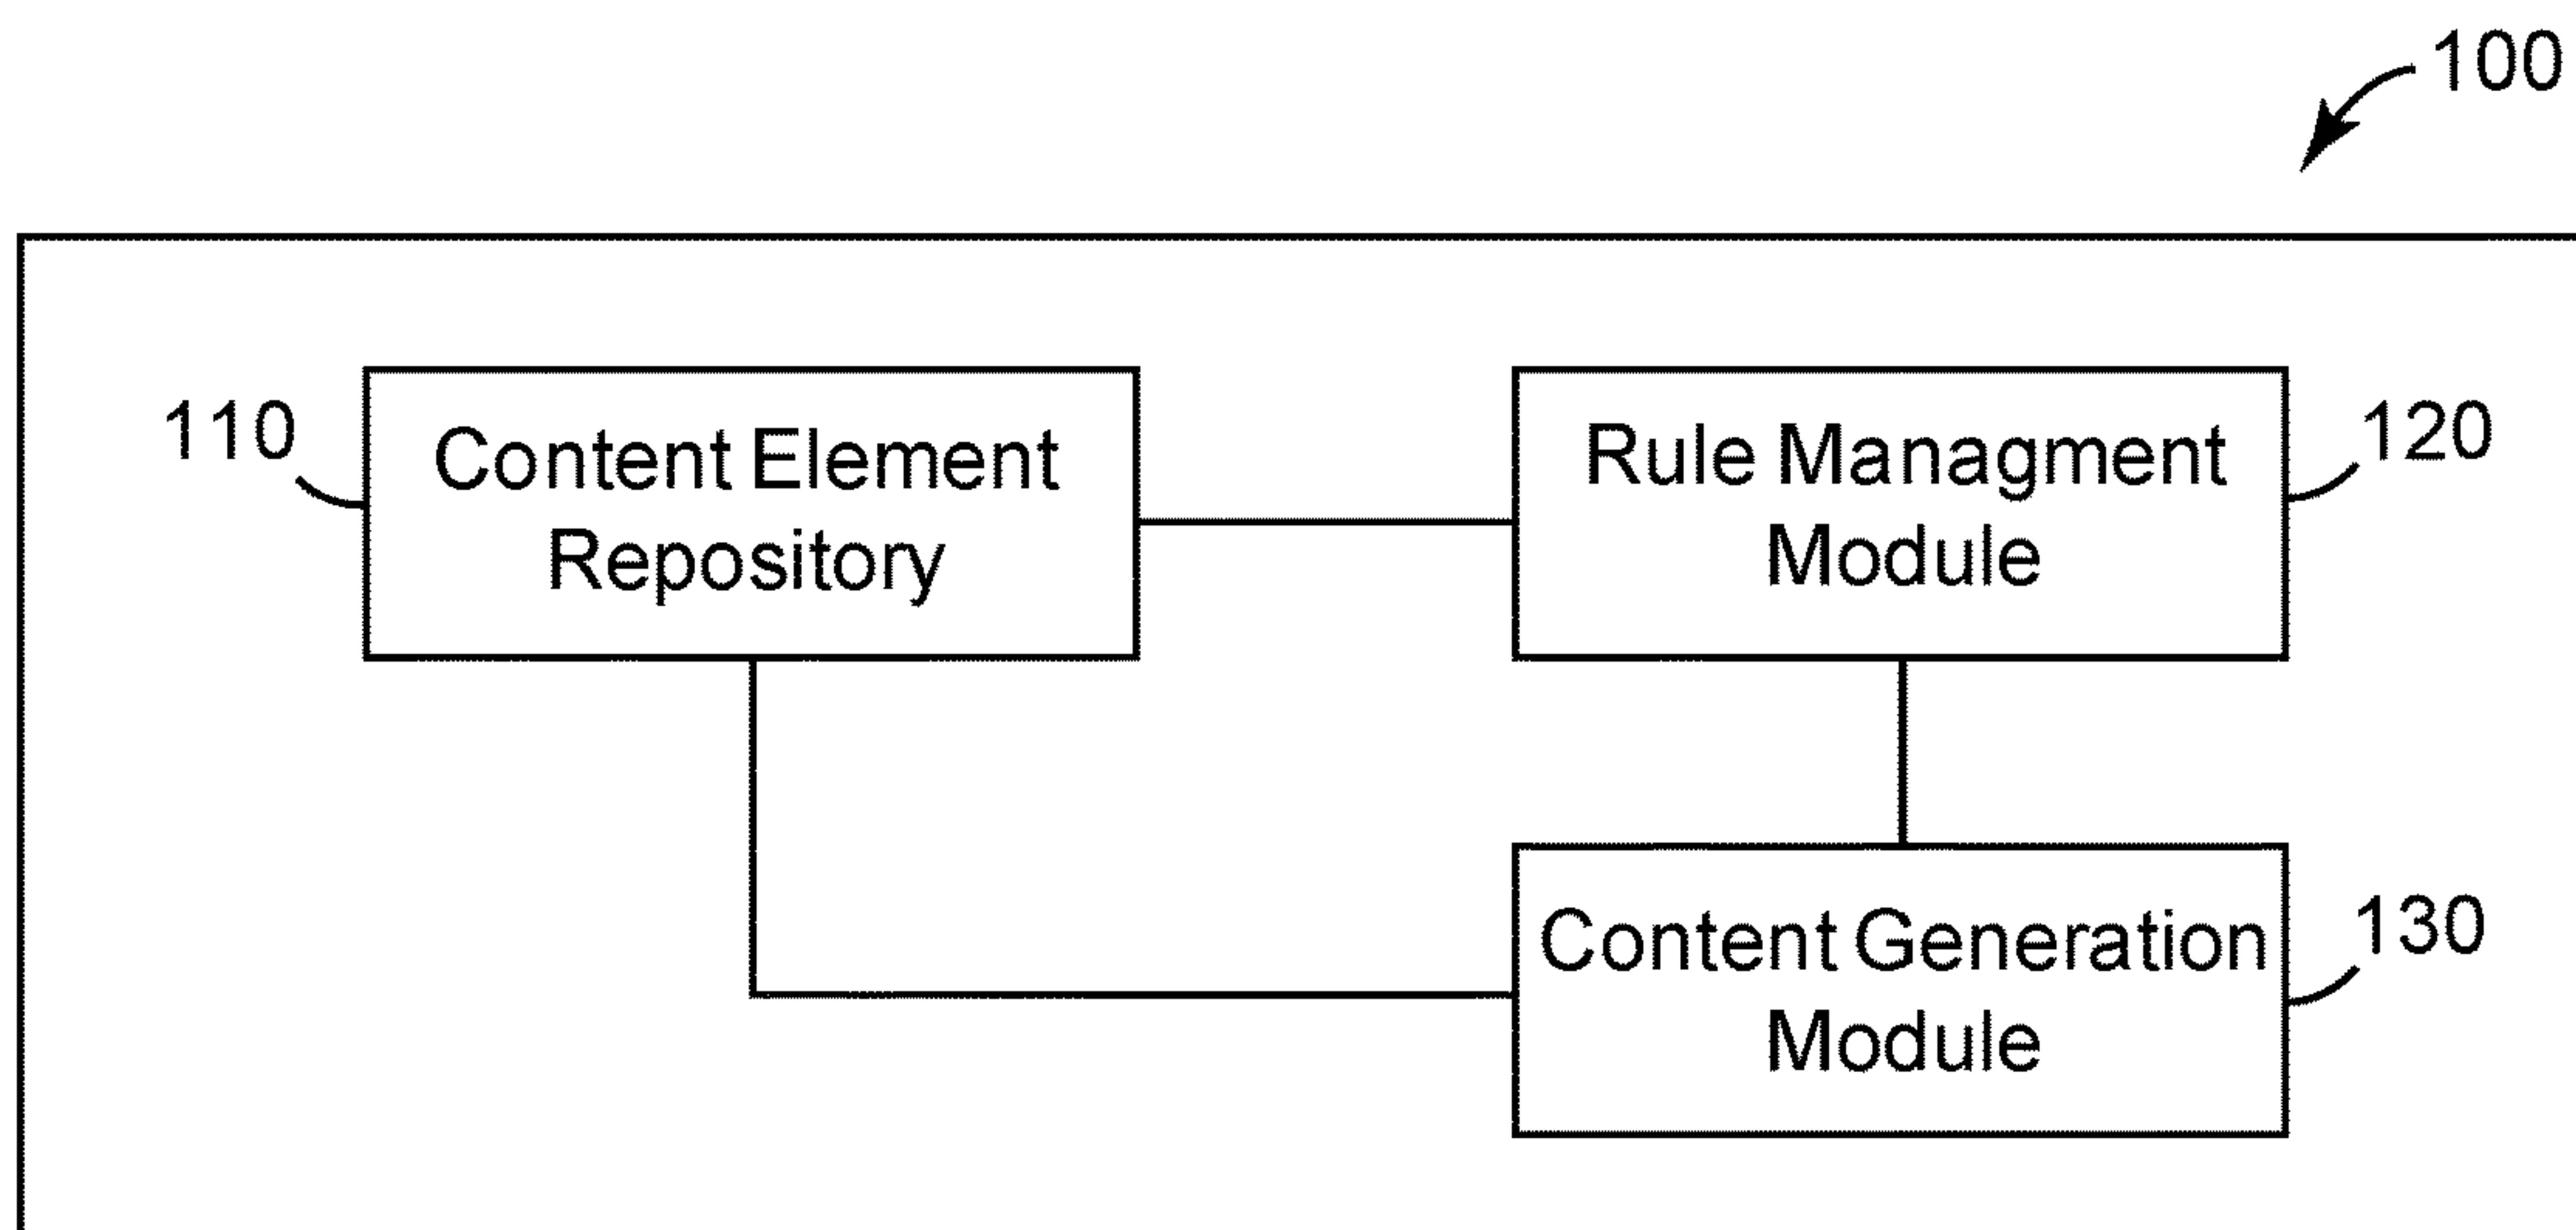 100
110
Content Element
Repository
Rule Managment
Module
120
Content Generation
Module
130